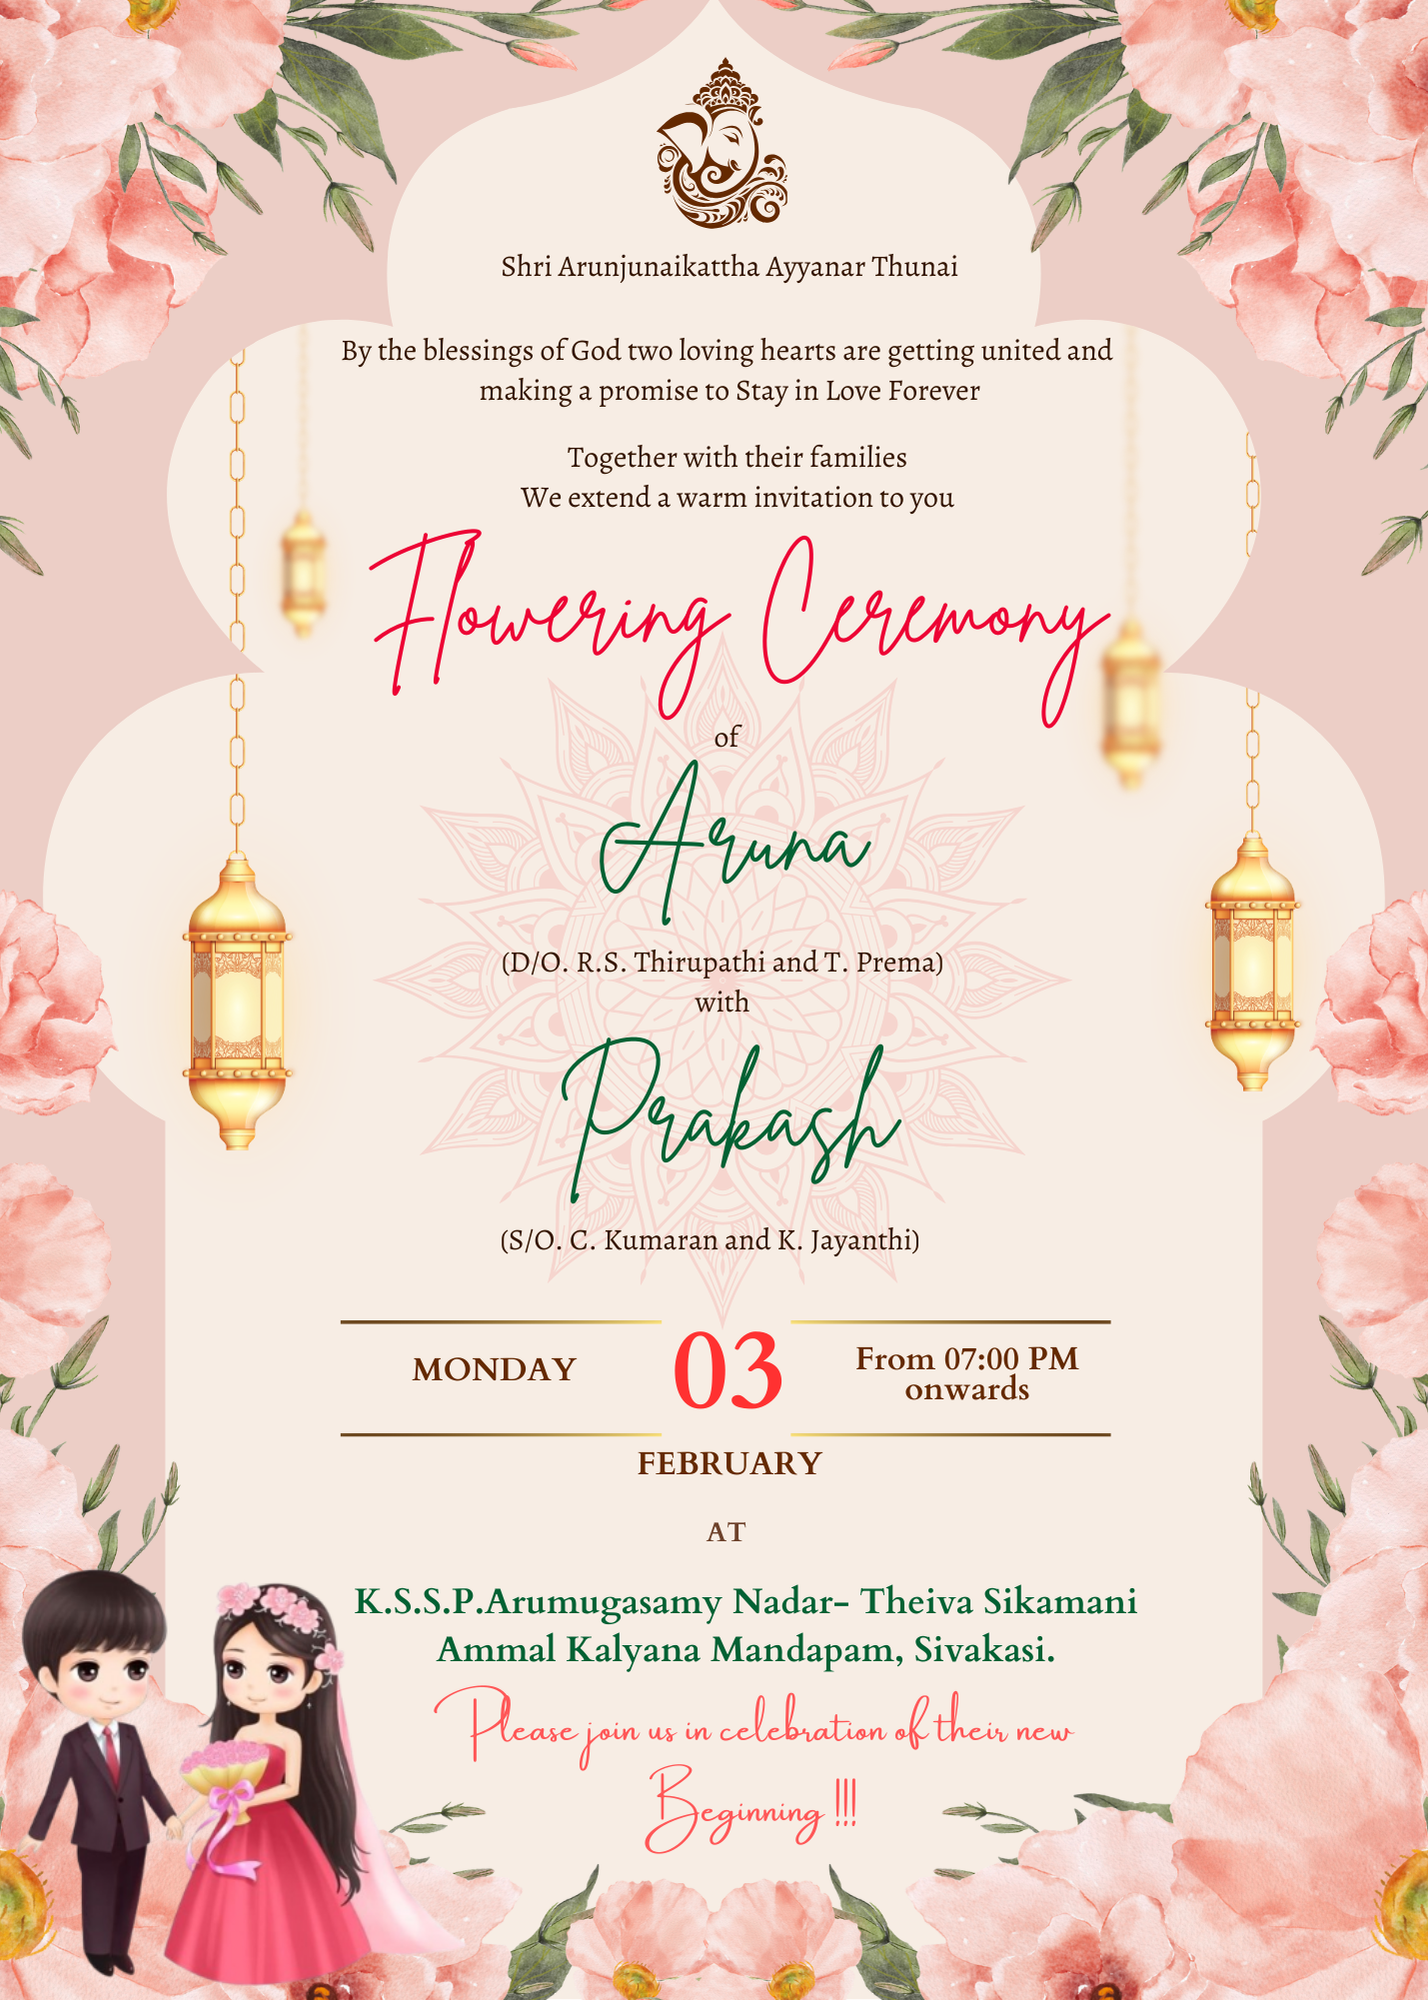 Shri Arunjunaikattha Ayyanar Thunai
By the blessings of God two loving hearts are getting united and
making a promise to Stay in Love Forever
Together with their families
We extend a warm invitation to you
Flowering Ceremony
of
Aruna
(D/O. R.S. Thirupathi and T. Prema)
with
Prakash
(S/O. C. Kumaran and K. Jayanthi)
MONDAY
03
From 07:00 PM
onwards
FEBRUARY
AT
K.S.S.P.Arumugasamy Nadar- Theiva Sikamani
Ammal Kalyana Mandapam, Sivakasi.
Please join us in celebration of their new
Beginning !!!